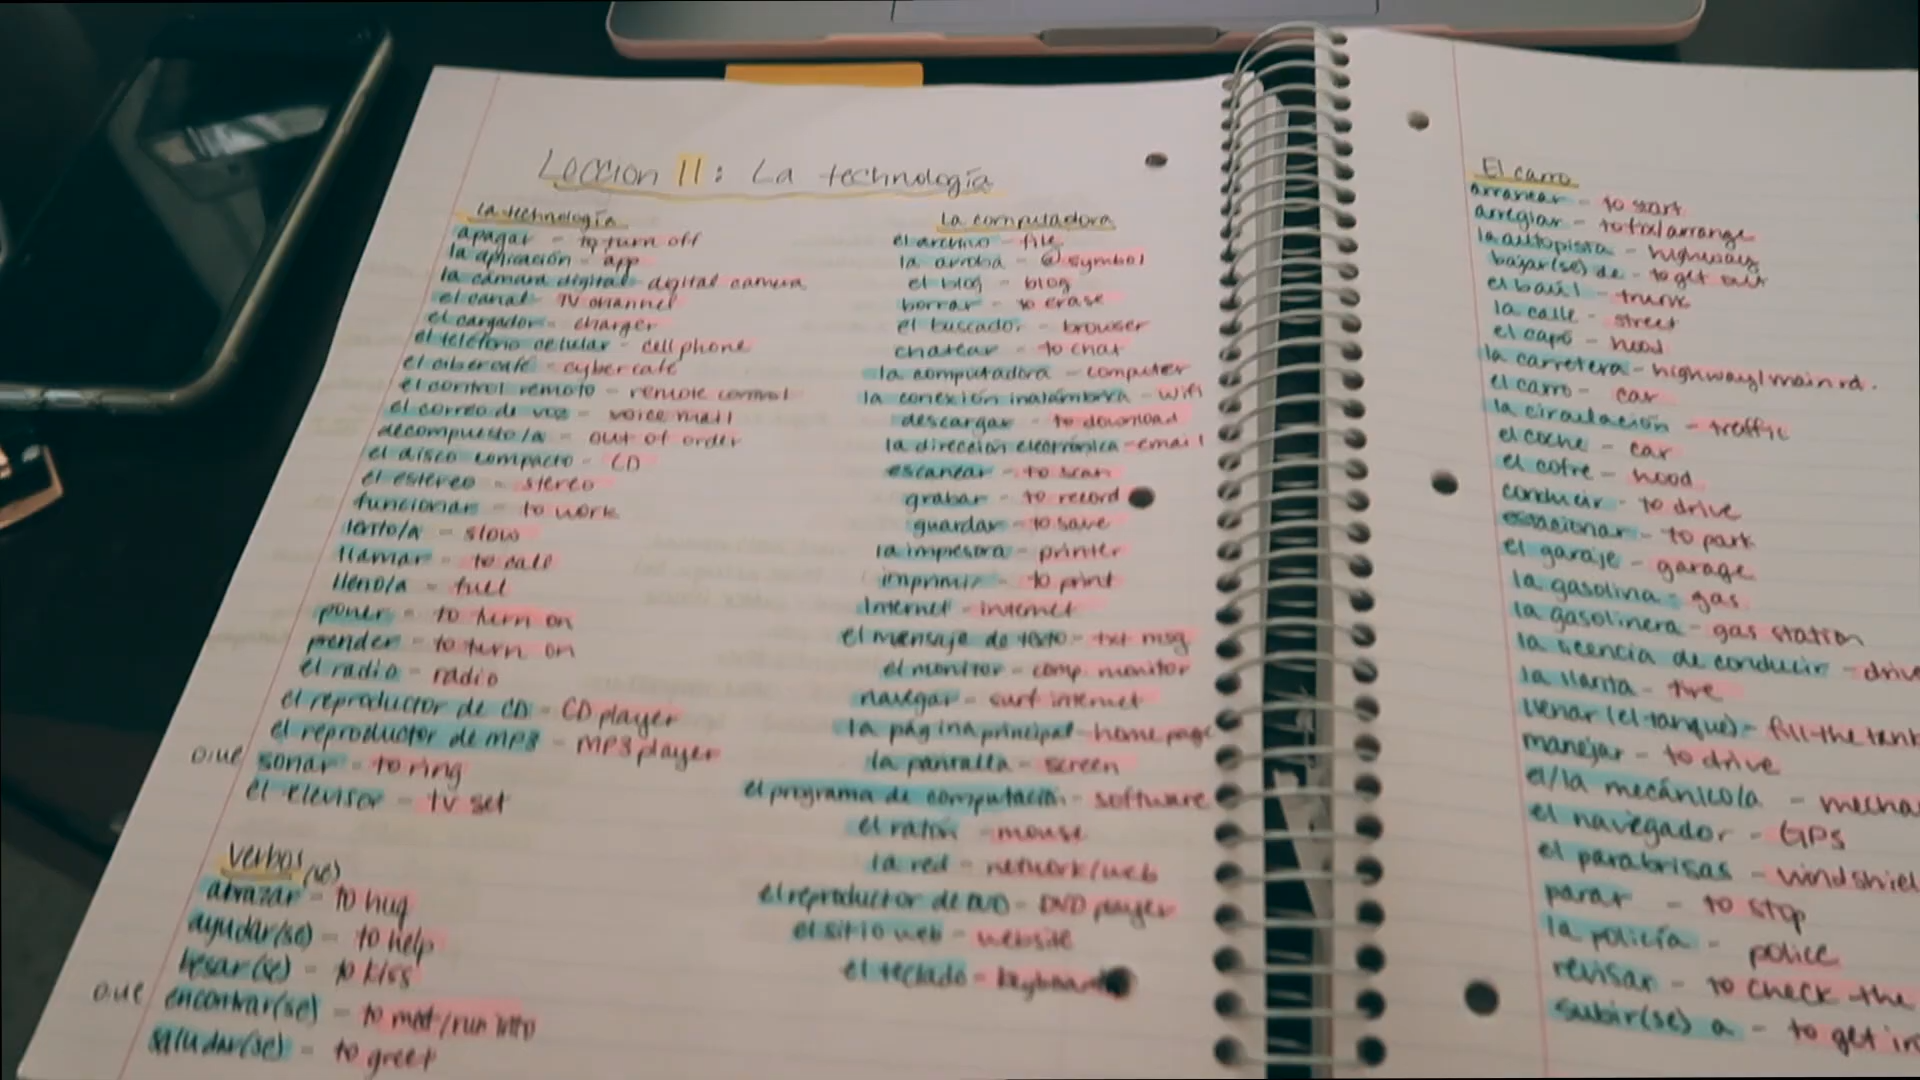 Leccion 11: La technología
la technología
apagar - to turn off
la aplicación - app
la cámara digital - digital camera
el canal - TV channel
el cargador - charger
el teléfono celular - cell phone
el cibercafé - cybercafé
el control remoto - remote control
el correo de voz - voice mail
decompuesto/a - out of order
el disco compacto - CD
el estereo - stereo
funcionar - to work
lento/a - slow
llamar - to call
lleno/a - full
poner - to turn on
prender - to turn on
el radio - radio
el reproductor de CD - CD player
el reproductor de MP3 - MP3 player
o:ue sonar - to ring
el televisor - tv set
verbos
abrazar(se) - to hug
ayudar(se) - to help
besar(se) - to kiss
o:ue encontrar(se) - to meet/run into
saludar(se) - to greet
la computadora
el archivo - file
la arroba - @ symbol
el blog - blog
borrar - to erase
el buscador - browser
chatear - to chat
la computadora - computer
la conexión inalámbrica - wifi
descargar - to download
la dirección electrónica - email
escanear - to scan
grabar - to record
guardar - to save
la impresora - printer
imprimir - to print
Internet - internet
el mensaje de texto - txt msg
el monitor - comp. monitor
navegar - surf internet
la página principal - home page
la pantalla - screen
el programa de computación - software
el ratón - mouse
la red - network/web
el reproductor de DVD - DVD player
el sitio web - website
el teclado - keyboard
El carro
arrancar - to start
arreglar - to fix/arrange
la autopista - highway
bajar(se) de - to get out
el baúl - trunk
la calle - street
el capó - hood
la carretera - highway/main rd.
el carro - car
la circulación - traffic
el coche - car
el cofre - hood
conducir - to drive
estacionar - to park
el garaje - garage
la gasolina - gas
la gasolinera - gas station
la licencia de conducir - drive
la llanta - tire
llenar (el tanque) - fill the tank
manejar - to drive
el/la mecánico/a - mecha
el navegador - GPS
el parabrisas - windshiel
parar - to stop
la policía - police
revisar - to check the
subir(se) a - to get in